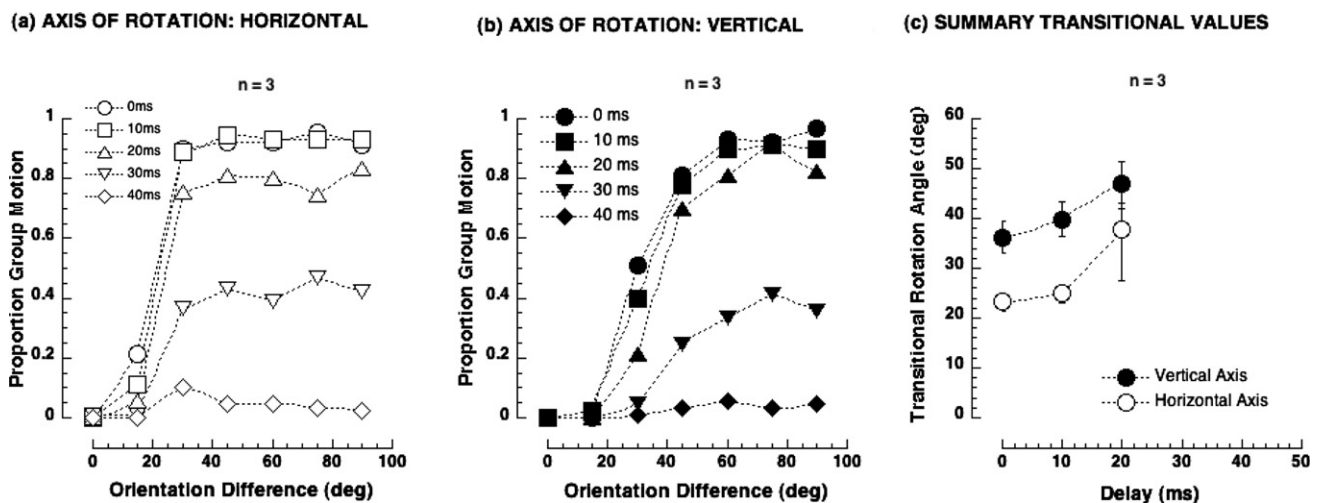 (a) AXIS OF ROTATION: HORIZONTAL
n = 3
0ms
10ms
20ms
30ms
40ms
Proportion Group Motion
1
0.8
0.6
0.4
0.2
0
0 20 40 60 80 100
Orientation Difference (deg)
(b) AXIS OF ROTATION: VERTICAL
n = 3
0 ms
10 ms
20 ms
30 ms
40 ms
Proportion Group Motion
1
0.8
0.6
0.4
0.2
0
0 20 40 60 80 100
Orientation Difference (deg)
(c) SUMMARY TRANSITIONAL VALUES
n = 3
Transitional Rotation Angle (deg)
60
50
40
30
20
10
0
Vertical Axis
Horizontal Axis
0 10 20 30 40 50
Delay (ms)